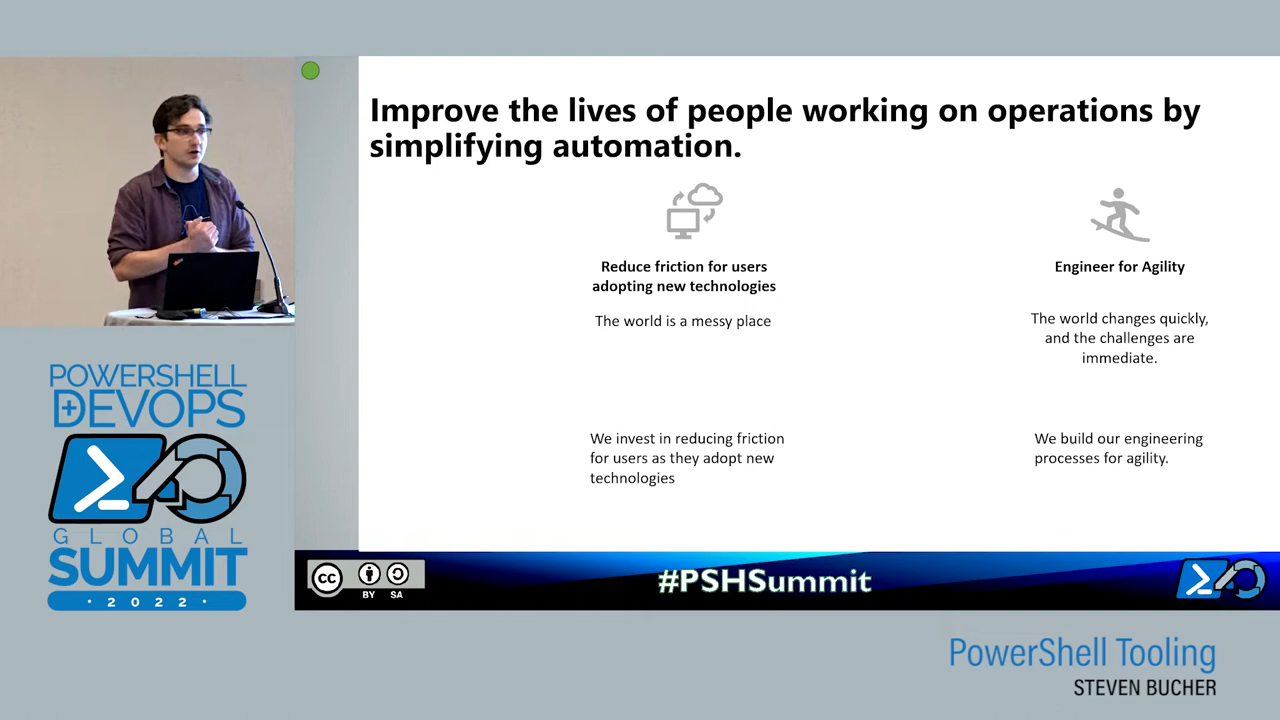 Improve the lives of people working on operations by
simplifying automation.
Reduce friction for users
adopting new technologies
The world is a messy place
We invest in reducing friction
for users as they adopt new
technologies
Engineer for Agility
The world changes quickly,
and the challenges are
immediate.
We build our engineering
processes for agility.
POWERSHELL
DEVOPS
GLOBAL
SUMMIT
· 2022 ·
CC
BY SA
#PSHSummit
PowerShell Tooling
STEVEN BUCHER